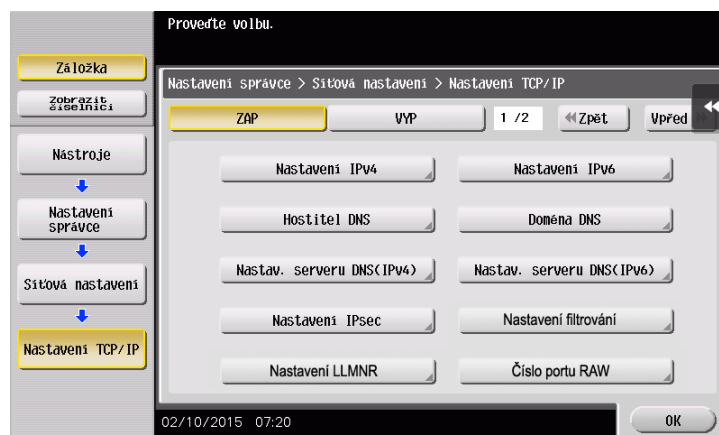 Proveďte volbu.
Záložka
Zobrazit
číselníci
Nastavení správce > Síťová nastavení > Nastavení TCP/IP
ZAP
VYP
1 /2
Zpět
Vpřed
Nástroje
Nastavení IPv4
Nastavení IPv6
Nastavení
správce
Hostitel DNS
Doména DNS
Síťová nastavení
Nastav. serveru DNS(IPv4)
Nastav. serveru DNS(IPv6)
Nastavení TCP/IP
Nastavení IPsec
Nastavení filtrování
Nastavení LLMNR
Číslo portu RAW
02/10/2015 07:20
OK